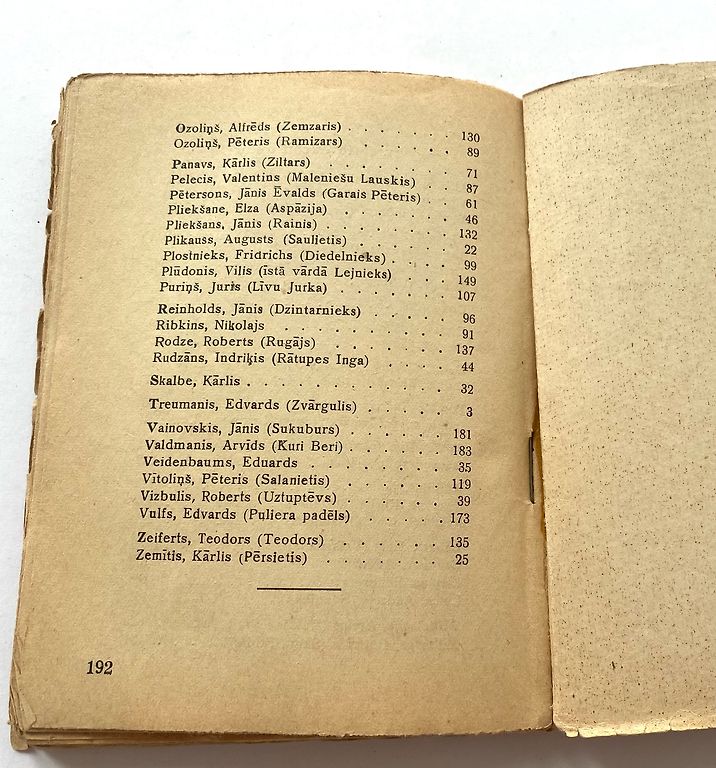 Ozoliņš, Alfrēds (Zemzaris) . . . . . . . 130
Ozoliņš, Pēteris (Ramizars) . . . . . . 89
Panavs, Kārlis (Ziltars) . . . . . . . 71
Pelecis, Valentins (Maleniešu Lauskis) . . 87
Pētersons, Jānis Ēvalds (Garais Pēteris) . . 61
Pliekšane, Elza (Aspāzija) . . . . . . 46
Pliekšans, Jānis (Rainis) . . . . . . . 132
Plikauss, Augusts (Saulietis) . . . . . . 22
Plostnieks, Fridrichs (Diedelnieks) . . . . 99
Plūdonis, Vilis (īstā vārdā Lejnieks) . . . 149
Puriņš, Juris (Līvu Jurka) . . . . . . 107
Reinholds, Jānis (Dzintarnieks) . . . . . 96
Ribkins, Niķolajs . . . . . . . . . 91
Rodze, Roberts (Rugājs) . . . . . . . 137
Rudzāns, Indriķis (Rātupes Inga) . . . . 44
Skalbe, Kārlis . . . . . . . . . . . 32
Treumanis, Edvards (Zvārgulis) . . . . . 3
Vainovskis, Jānis (Sukuburs) . . . . . . 181
Valdmanis, Arvīds (Kuri Beri) . . . . . . 183
Veidenbaums, Eduards . . . . . . . . 35
Vītoliņš, Pēteris (Salanietis) . . . . . . 119
Vizbulis, Roberts (Uztuptēvs) . . . . . . 39
Vulfs, Edvards (Puliera padēls) . . . . . 173
Zeiferts, Teodors (Teodors) . . . . . . 135
Zemītis, Kārlis (Pērsietis) . . . . . . . 25
192